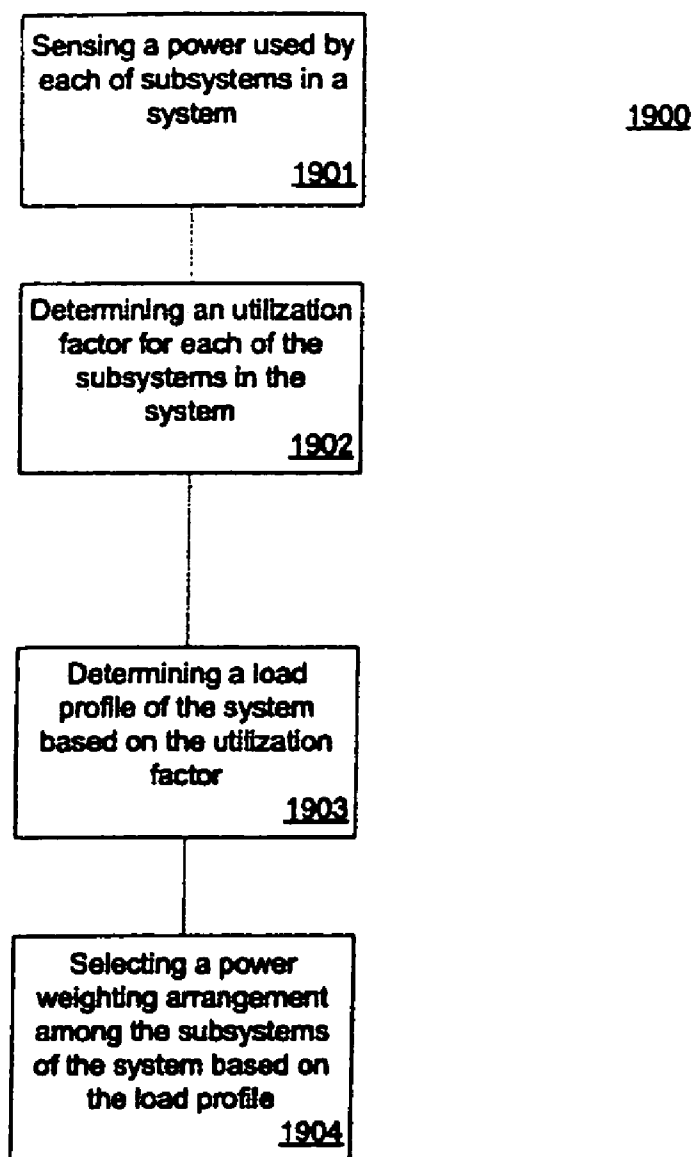 Sensing a power used by
each of subsystems in a
system
1901
1900
Determining an utilization
factor for each of the
subsystems in the
system
1902
Determining a load
profile of the system
based on the utilization
factor
1903
Selecting a power
weighting arrangement
among the subsystems
of the system based on
the load profile
1904